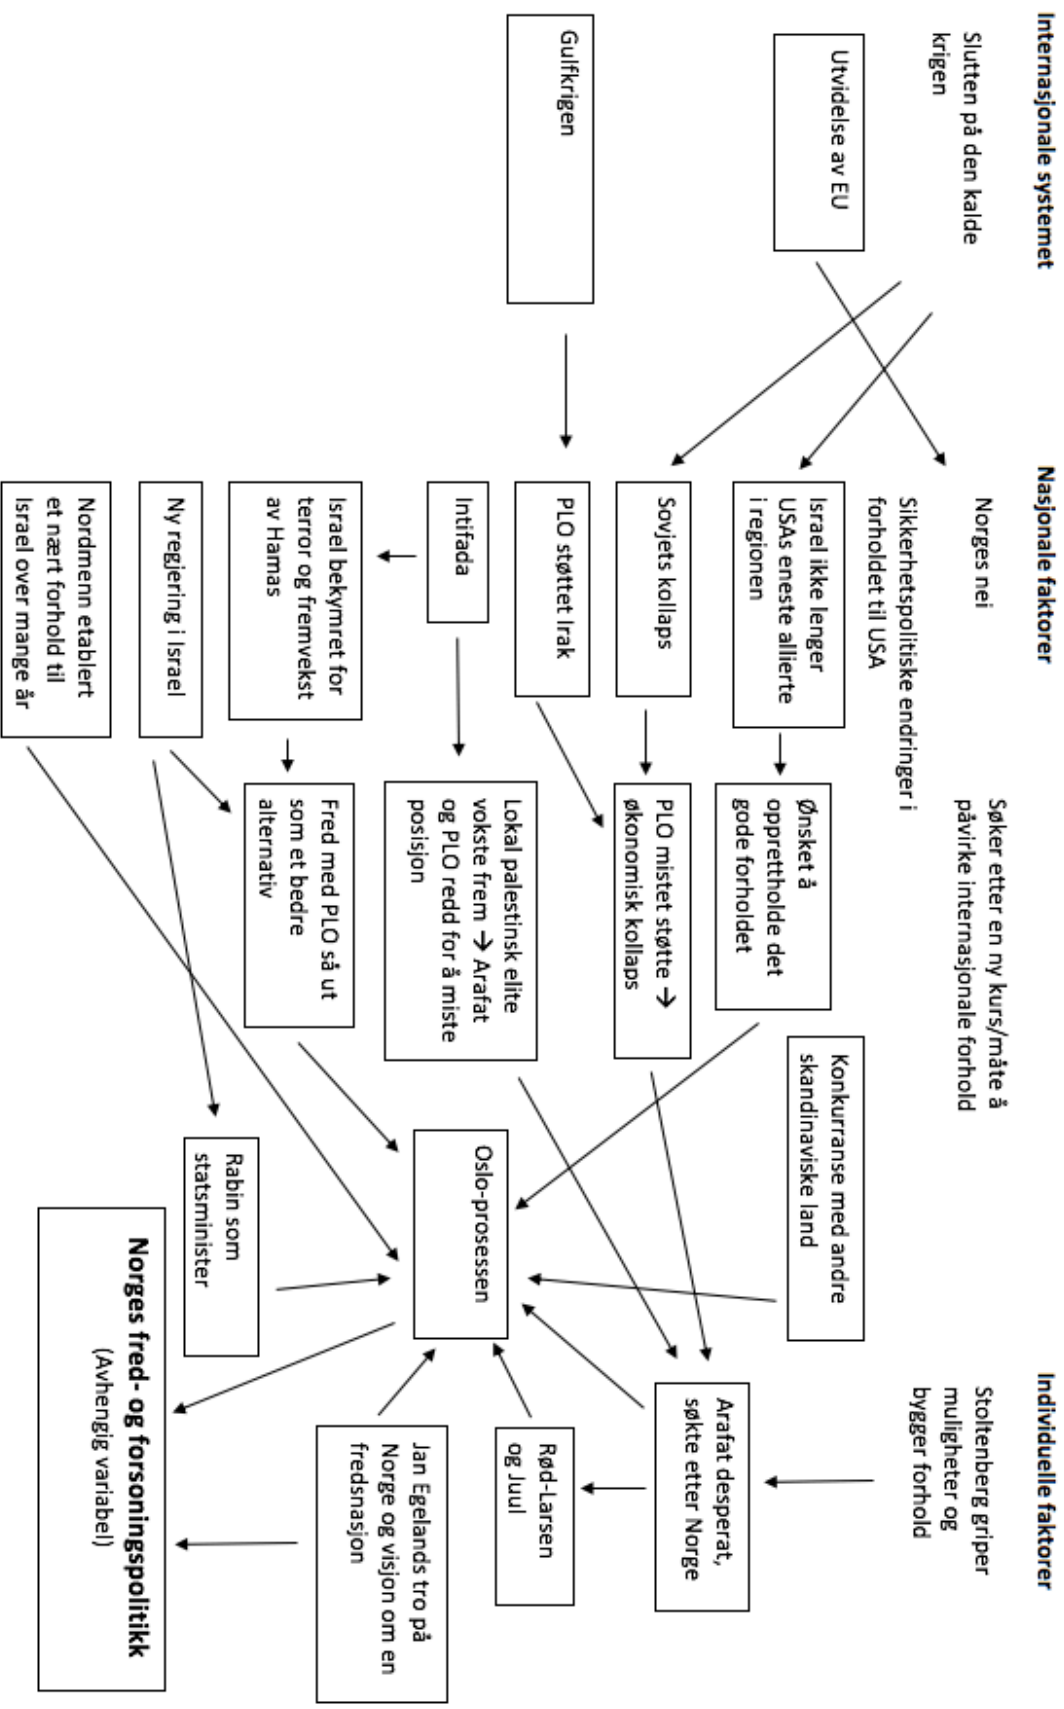 Internasjonale systemet
Nasjonale faktorer
Individuelle faktorer
Slutten på den kalde
krigen
Utvidelse av EU
Gulfkrigen
Norges nei
Sikkerhetspolitiske endringer i
forholdet til USA
Israel ikke lenger
USAs eneste allierte
i regionen
Sovjets kollaps
PLO støttet Irak
Intifada
Israel bekymret for
terror og fremvekst
av Hamas
Ny regjering i Israel
Nordmenn etablert
et nært forhold til
Israel over mange år
Søker etter en ny kurs/måte å
påvirke internasjonale forhold
Ønsket å
opprettholde det
gode forholdet
PLO mistet støtte →
økonomisk kollaps
Lokal palestinsk elite
vokste frem → Arafat
og PLO redd for å miste
posisjon
Fred med PLO så ut
som et bedre
alternativ
Konkurranse med andre
skandinaviske land
Oslo-prosessen
Rabin som
statsminister
Stoltenberg griper
muligheter og
bygger forhold
Arafat desperat,
søkte etter Norge
Rød-Larsen
og Juul
Jan Egelands tro på
Norge og visjon om en
fredsnasjon
Norges fred- og forsoningspolitikk
(Avhengig variabel)